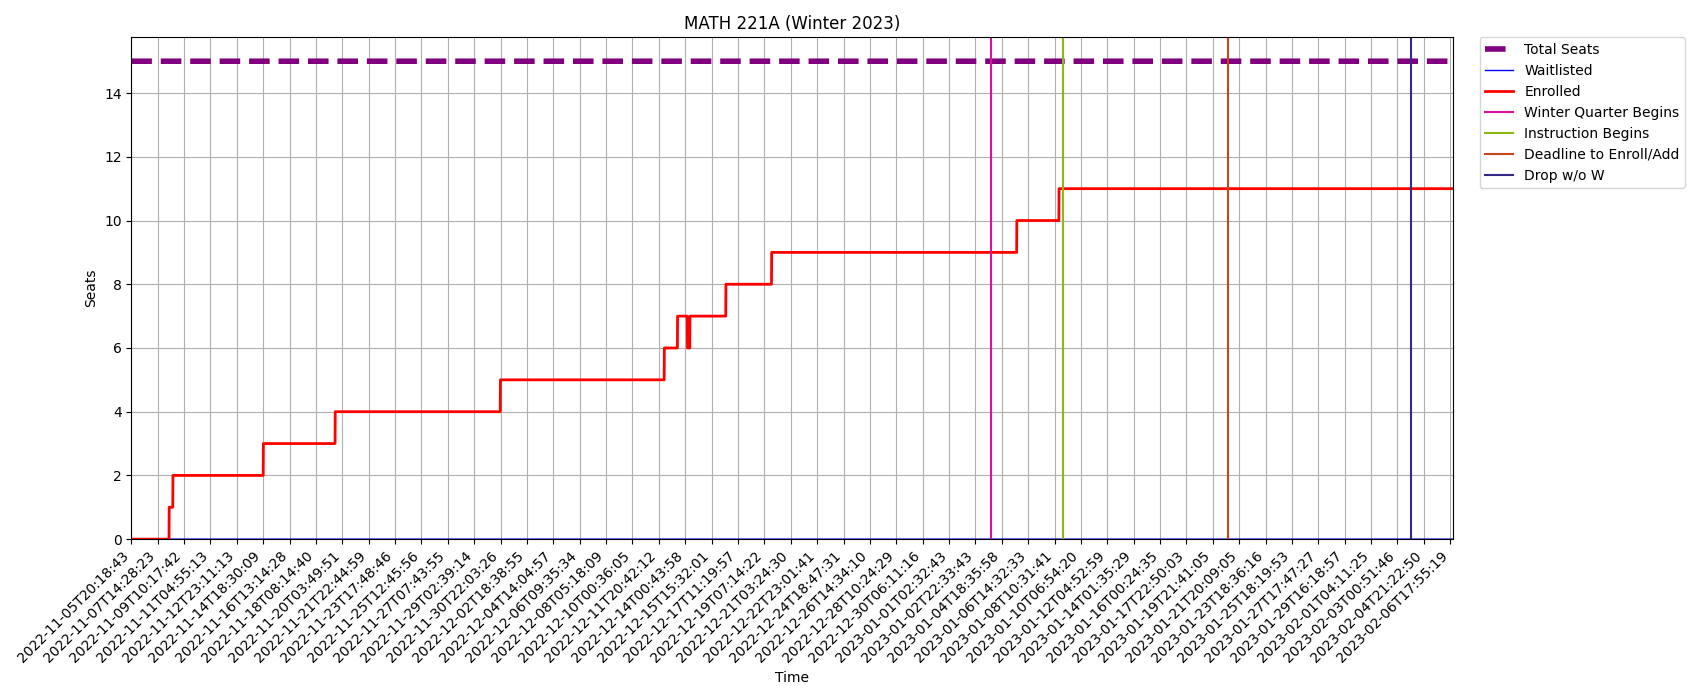 MATH 221A (Winter 2023)
Total Seats
Waitlisted
Enrolled
Winter Quarter Begins
Instruction Begins
Deadline to Enroll/Add
Drop w/o W
Seats
14
12
10
8
6
4
2
0
2022-11-05T20:18:43
2022-11-07T14:28:23
2022-11-09T10:17:42
2022-11-11T04:55:13
2022-11-12T23:11:13
2022-11-14T18:30:09
2022-11-16T13:14:28
2022-11-18T08:14:40
2022-11-20T03:49:51
2022-11-21T22:44:59
2022-11-23T17:48:46
2022-11-25T12:45:56
2022-11-27T07:43:55
2022-11-29T02:39:14
2022-11-30T22:03:26
2022-12-02T18:38:55
2022-12-04T14:04:57
2022-12-06T09:35:34
2022-12-08T05:18:09
2022-12-10T00:36:05
2022-12-11T20:42:12
2022-12-14T00:43:58
2022-12-15T15:32:01
2022-12-17T11:19:57
2022-12-19T07:14:22
2022-12-21T03:24:30
2022-12-22T23:01:41
2022-12-24T18:47:31
2022-12-26T14:34:10
2022-12-28T10:24:29
2022-12-30T06:11:16
2023-01-01T02:32:43
2023-01-02T22:33:43
2023-01-04T18:35:58
2023-01-06T14:32:33
2023-01-08T10:31:41
2023-01-10T06:54:20
2023-01-12T04:52:59
2023-01-14T01:35:29
2023-01-16T00:24:35
2023-01-17T22:50:03
2023-01-19T21:41:05
2023-01-21T20:09:05
2023-01-23T18:36:16
2023-01-25T18:19:53
2023-01-27T17:47:27
2023-01-29T16:18:57
2023-02-01T04:11:25
2023-02-03T00:51:46
2023-02-04T21:22:50
2023-02-06T17:55:19
Time